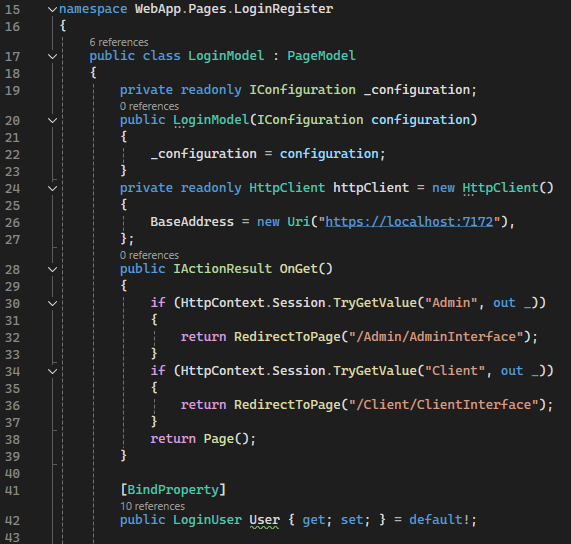 15 namespace WebApp.Pages.LoginRegister
16 {
6 references
17 public class LoginModel : PageModel
18 {
19 private readonly IConfiguration _configuration;
0 references
20 public LoginModel(IConfiguration configuration)
21 {
22 _configuration = configuration;
23 }
24 private readonly HttpClient httpClient = new HttpClient()
25 {
26 BaseAddress = new Uri("https://localhost:7172"),
27 };
0 references
28 public IActionResult OnGet()
29 {
30 if (HttpContext.Session.TryGetValue("Admin", out _))
31 {
32 return RedirectToPage("/Admin/AdminInterface");
33 }
34 if (HttpContext.Session.TryGetValue("Client", out _))
35 {
36 return RedirectToPage("/Client/ClientInterface");
37 }
38 return Page();
39 }
40
41 [BindProperty]
10 references
42 public LoginUser User { get; set; } = default!;
43